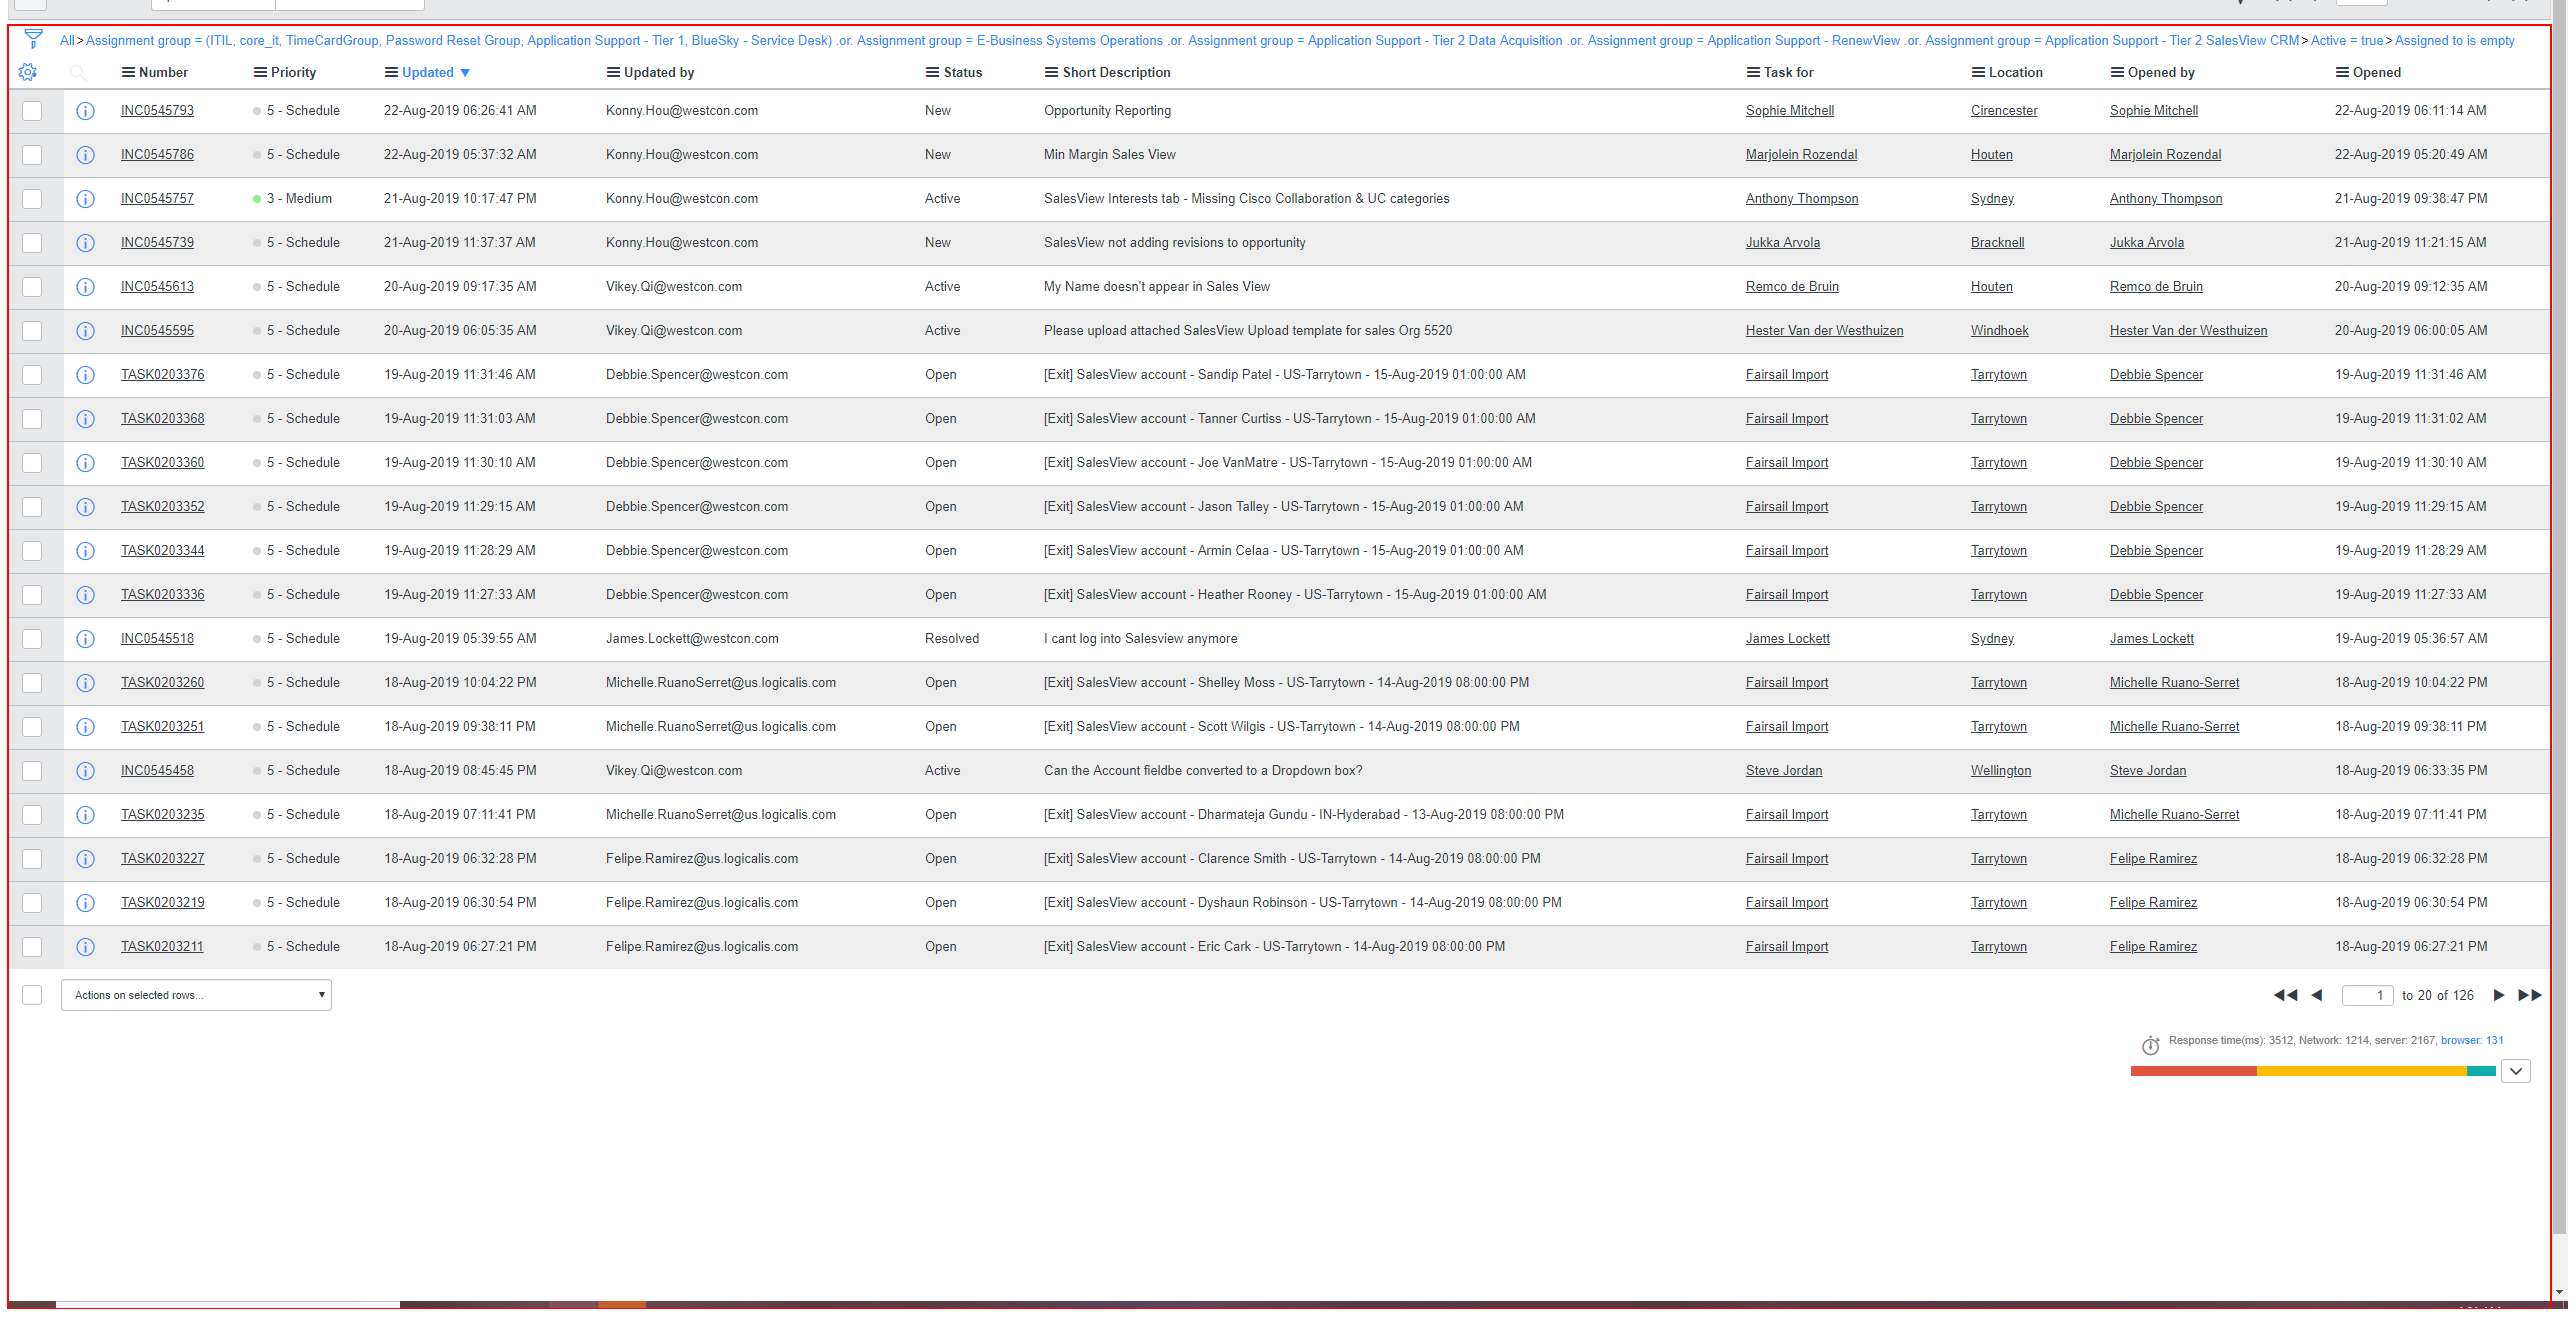 All > Assignment group = (ITIL, core_it, TimeCardGroup, Password Reset Group, Application Support - Tier 1, BlueSky - Service Desk) .or. Assignment group = E-Business Systems Operations .or. Assignment group = Application Support - Tier 2 Data Acquisition .or. Assignment group = Application Support - RenewView .or. Assignment group = Application Support - Tier 2 SalesView CRM > Active = true > Assigned to is empty
Number Priority Updated ▼ Updated by Status Short Description Task for Location Opened by Opened
INC0545793 5 - Schedule 22-Aug-2019 06:26:41 AM Konny.Hou@westcon.com New Opportunity Reporting Sophie Mitchell Cirencester Sophie Mitchell 22-Aug-2019 06:11:14 AM
INC0545786 5 - Schedule 22-Aug-2019 05:37:32 AM Konny.Hou@westcon.com New Min Margin Sales View Marjolein Rozendal Houten Marjolein Rozendal 22-Aug-2019 05:20:49 AM
INC0545757 3 - Medium 21-Aug-2019 10:17:47 PM Konny.Hou@westcon.com Active SalesView Interests tab - Missing Cisco Collaboration & UC categories Anthony Thompson Sydney Anthony Thompson 21-Aug-2019 09:38:47 PM
INC0545739 5 - Schedule 21-Aug-2019 11:37:37 AM Konny.Hou@westcon.com New SalesView not adding revisions to opportunity Jukka Arvola Bracknell Jukka Arvola 21-Aug-2019 11:21:15 AM
INC0545613 5 - Schedule 20-Aug-2019 09:17:35 AM Vikey.Qi@westcon.com Active My Name doesn't appear in Sales View Remco de Bruin Houten Remco de Bruin 20-Aug-2019 09:12:35 AM
INC0545595 5 - Schedule 20-Aug-2019 06:05:35 AM Vikey.Qi@westcon.com Active Please upload attached SalesView Upload template for sales Org 5520 Hester Van der Westhuizen Windhoek Hester Van der Westhuizen 20-Aug-2019 06:00:05 AM
TASK0203376 5 - Schedule 19-Aug-2019 11:31:46 AM Debbie.Spencer@westcon.com Open [Exit] SalesView account - Sandip Patel - US-Tarrytown - 15-Aug-2019 01:00:00 AM Fairsail Import Tarrytown Debbie Spencer 19-Aug-2019 11:31:46 AM
TASK0203368 5 - Schedule 19-Aug-2019 11:31:03 AM Debbie.Spencer@westcon.com Open [Exit] SalesView account - Tanner Curtiss - US-Tarrytown - 15-Aug-2019 01:00:00 AM Fairsail Import Tarrytown Debbie Spencer 19-Aug-2019 11:31:02 AM
TASK0203360 5 - Schedule 19-Aug-2019 11:30:10 AM Debbie.Spencer@westcon.com Open [Exit] SalesView account - Joe VanMatre - US-Tarrytown - 15-Aug-2019 01:00:00 AM Fairsail Import Tarrytown Debbie Spencer 19-Aug-2019 11:30:10 AM
TASK0203352 5 - Schedule 19-Aug-2019 11:29:15 AM Debbie.Spencer@westcon.com Open [Exit] SalesView account - Jason Talley - US-Tarrytown - 15-Aug-2019 01:00:00 AM Fairsail Import Tarrytown Debbie Spencer 19-Aug-2019 11:29:15 AM
TASK0203344 5 - Schedule 19-Aug-2019 11:28:29 AM Debbie.Spencer@westcon.com Open [Exit] SalesView account - Armin Celaa - US-Tarrytown - 15-Aug-2019 01:00:00 AM Fairsail Import Tarrytown Debbie Spencer 19-Aug-2019 11:28:29 AM
TASK0203336 5 - Schedule 19-Aug-2019 11:27:33 AM Debbie.Spencer@westcon.com Open [Exit] SalesView account - Heather Rooney - US-Tarrytown - 15-Aug-2019 01:00:00 AM Fairsail Import Tarrytown Debbie Spencer 19-Aug-2019 11:27:33 AM
INC0545518 5 - Schedule 19-Aug-2019 05:39:55 AM James.Lockett@westcon.com Resolved I cant log into Salesview anymore James Lockett Sydney James Lockett 19-Aug-2019 05:36:57 AM
TASK0203260 5 - Schedule 18-Aug-2019 10:04:22 PM Michelle.RuanoSerret@us.logicalis.com Open [Exit] SalesView account - Shelley Moss - US-Tarrytown - 14-Aug-2019 08:00:00 PM Fairsail Import Tarrytown Michelle Ruano-Serret 18-Aug-2019 10:04:22 PM
TASK0203251 5 - Schedule 18-Aug-2019 09:38:11 PM Michelle.RuanoSerret@us.logicalis.com Open [Exit] SalesView account - Scott Wilgis - US-Tarrytown - 14-Aug-2019 08:00:00 PM Fairsail Import Tarrytown Michelle Ruano-Serret 18-Aug-2019 09:38:11 PM
INC0545458 5 - Schedule 18-Aug-2019 08:45:45 PM Vikey.Qi@westcon.com Active Can the Account fieldbe converted to a Dropdown box? Steve Jordan Wellington Steve Jordan 18-Aug-2019 06:33:35 PM
TASK0203235 5 - Schedule 18-Aug-2019 07:11:41 PM Michelle.RuanoSerret@us.logicalis.com Open [Exit] SalesView account - Dharmateja Gundu - IN-Hyderabad - 13-Aug-2019 08:00:00 PM Fairsail Import Tarrytown Michelle Ruano-Serret 18-Aug-2019 07:11:41 PM
TASK0203227 5 - Schedule 18-Aug-2019 06:32:28 PM Felipe.Ramirez@us.logicalis.com Open [Exit] SalesView account - Clarence Smith - US-Tarrytown - 14-Aug-2019 08:00:00 PM Fairsail Import Tarrytown Felipe Ramirez 18-Aug-2019 06:32:28 PM
TASK0203219 5 - Schedule 18-Aug-2019 06:30:54 PM Felipe.Ramirez@us.logicalis.com Open [Exit] SalesView account - Dyshaun Robinson - US-Tarrytown - 14-Aug-2019 08:00:00 PM Fairsail Import Tarrytown Felipe Ramirez 18-Aug-2019 06:30:54 PM
TASK0203211 5 - Schedule 18-Aug-2019 06:27:21 PM Felipe.Ramirez@us.logicalis.com Open [Exit] SalesView account - Eric Cark - US-Tarrytown - 14-Aug-2019 08:00:00 PM Fairsail Import Tarrytown Felipe Ramirez 18-Aug-2019 06:27:21 PM
Actions on selected rows... 1 to 20 of 126
Response time(ms): 3512, Network: 1214, server: 2167, browser: 131